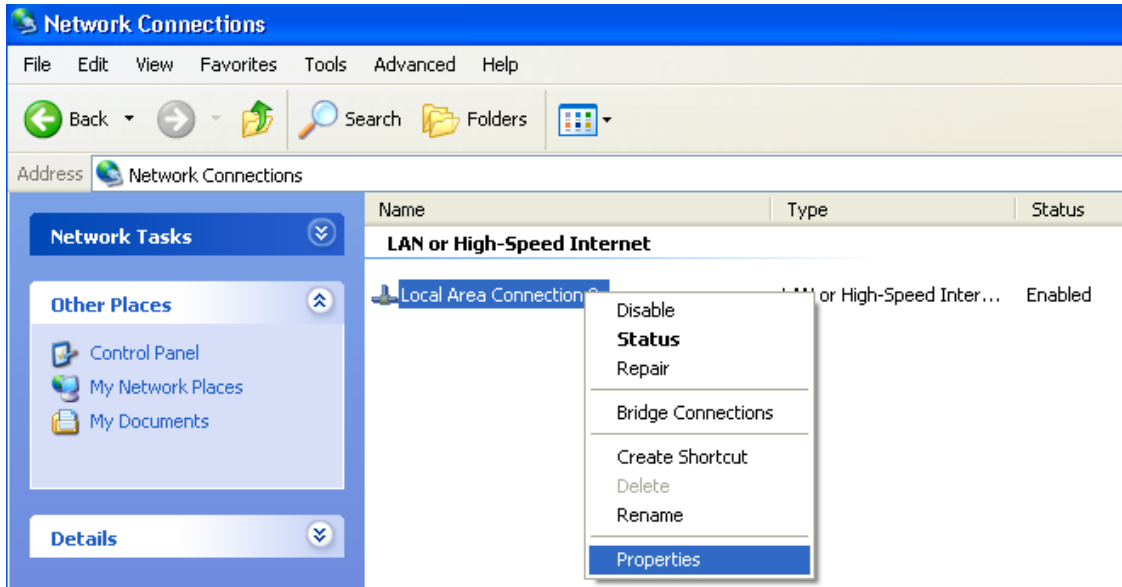 Network Connections
File Edit View Favorites Tools Advanced Help
Back Search Folders
Address Network Connections
Name Type Status
Network Tasks
LAN or High-Speed Internet
Other Places
Local Area Connection or High-Speed Inter... Enabled
Control Panel
My Network Places
My Documents
Details
Disable
Status
Repair
Bridge Connections
Create Shortcut
Delete
Rename
Properties